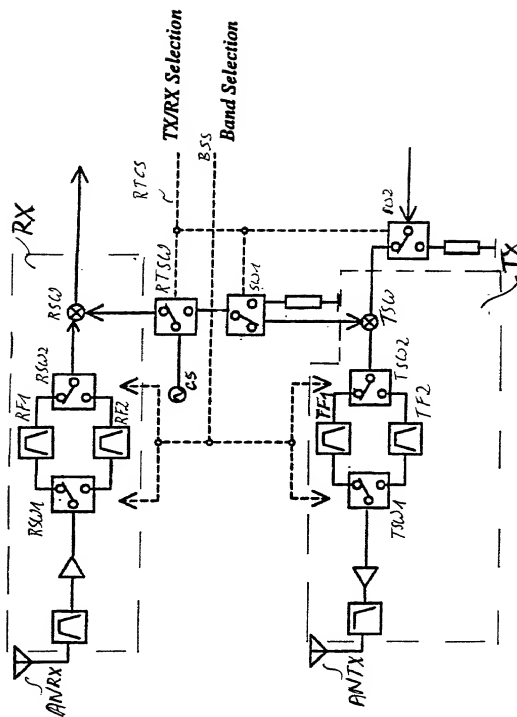 RX
RSW
RSW2
RF1
RF2
RSW1
ANRX
RTCS
TX/RX Selection
BSS
Band Selection
RTSW
CS
SW1
SW2
TX
TSW
TSW2
TF1
TF2
TSW1
ANTX